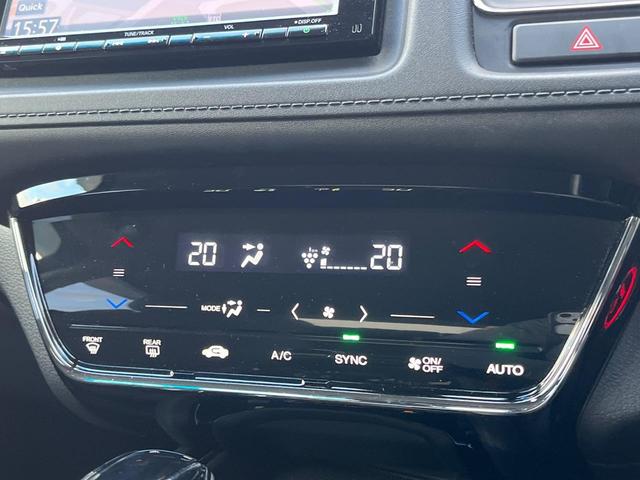 Quick
15:57
TUNE/TRACK
VOL
DISP.OFF
20
20
MODE
FRONT
REAR
A/C
SYNC
ON/
OFF
AUTO